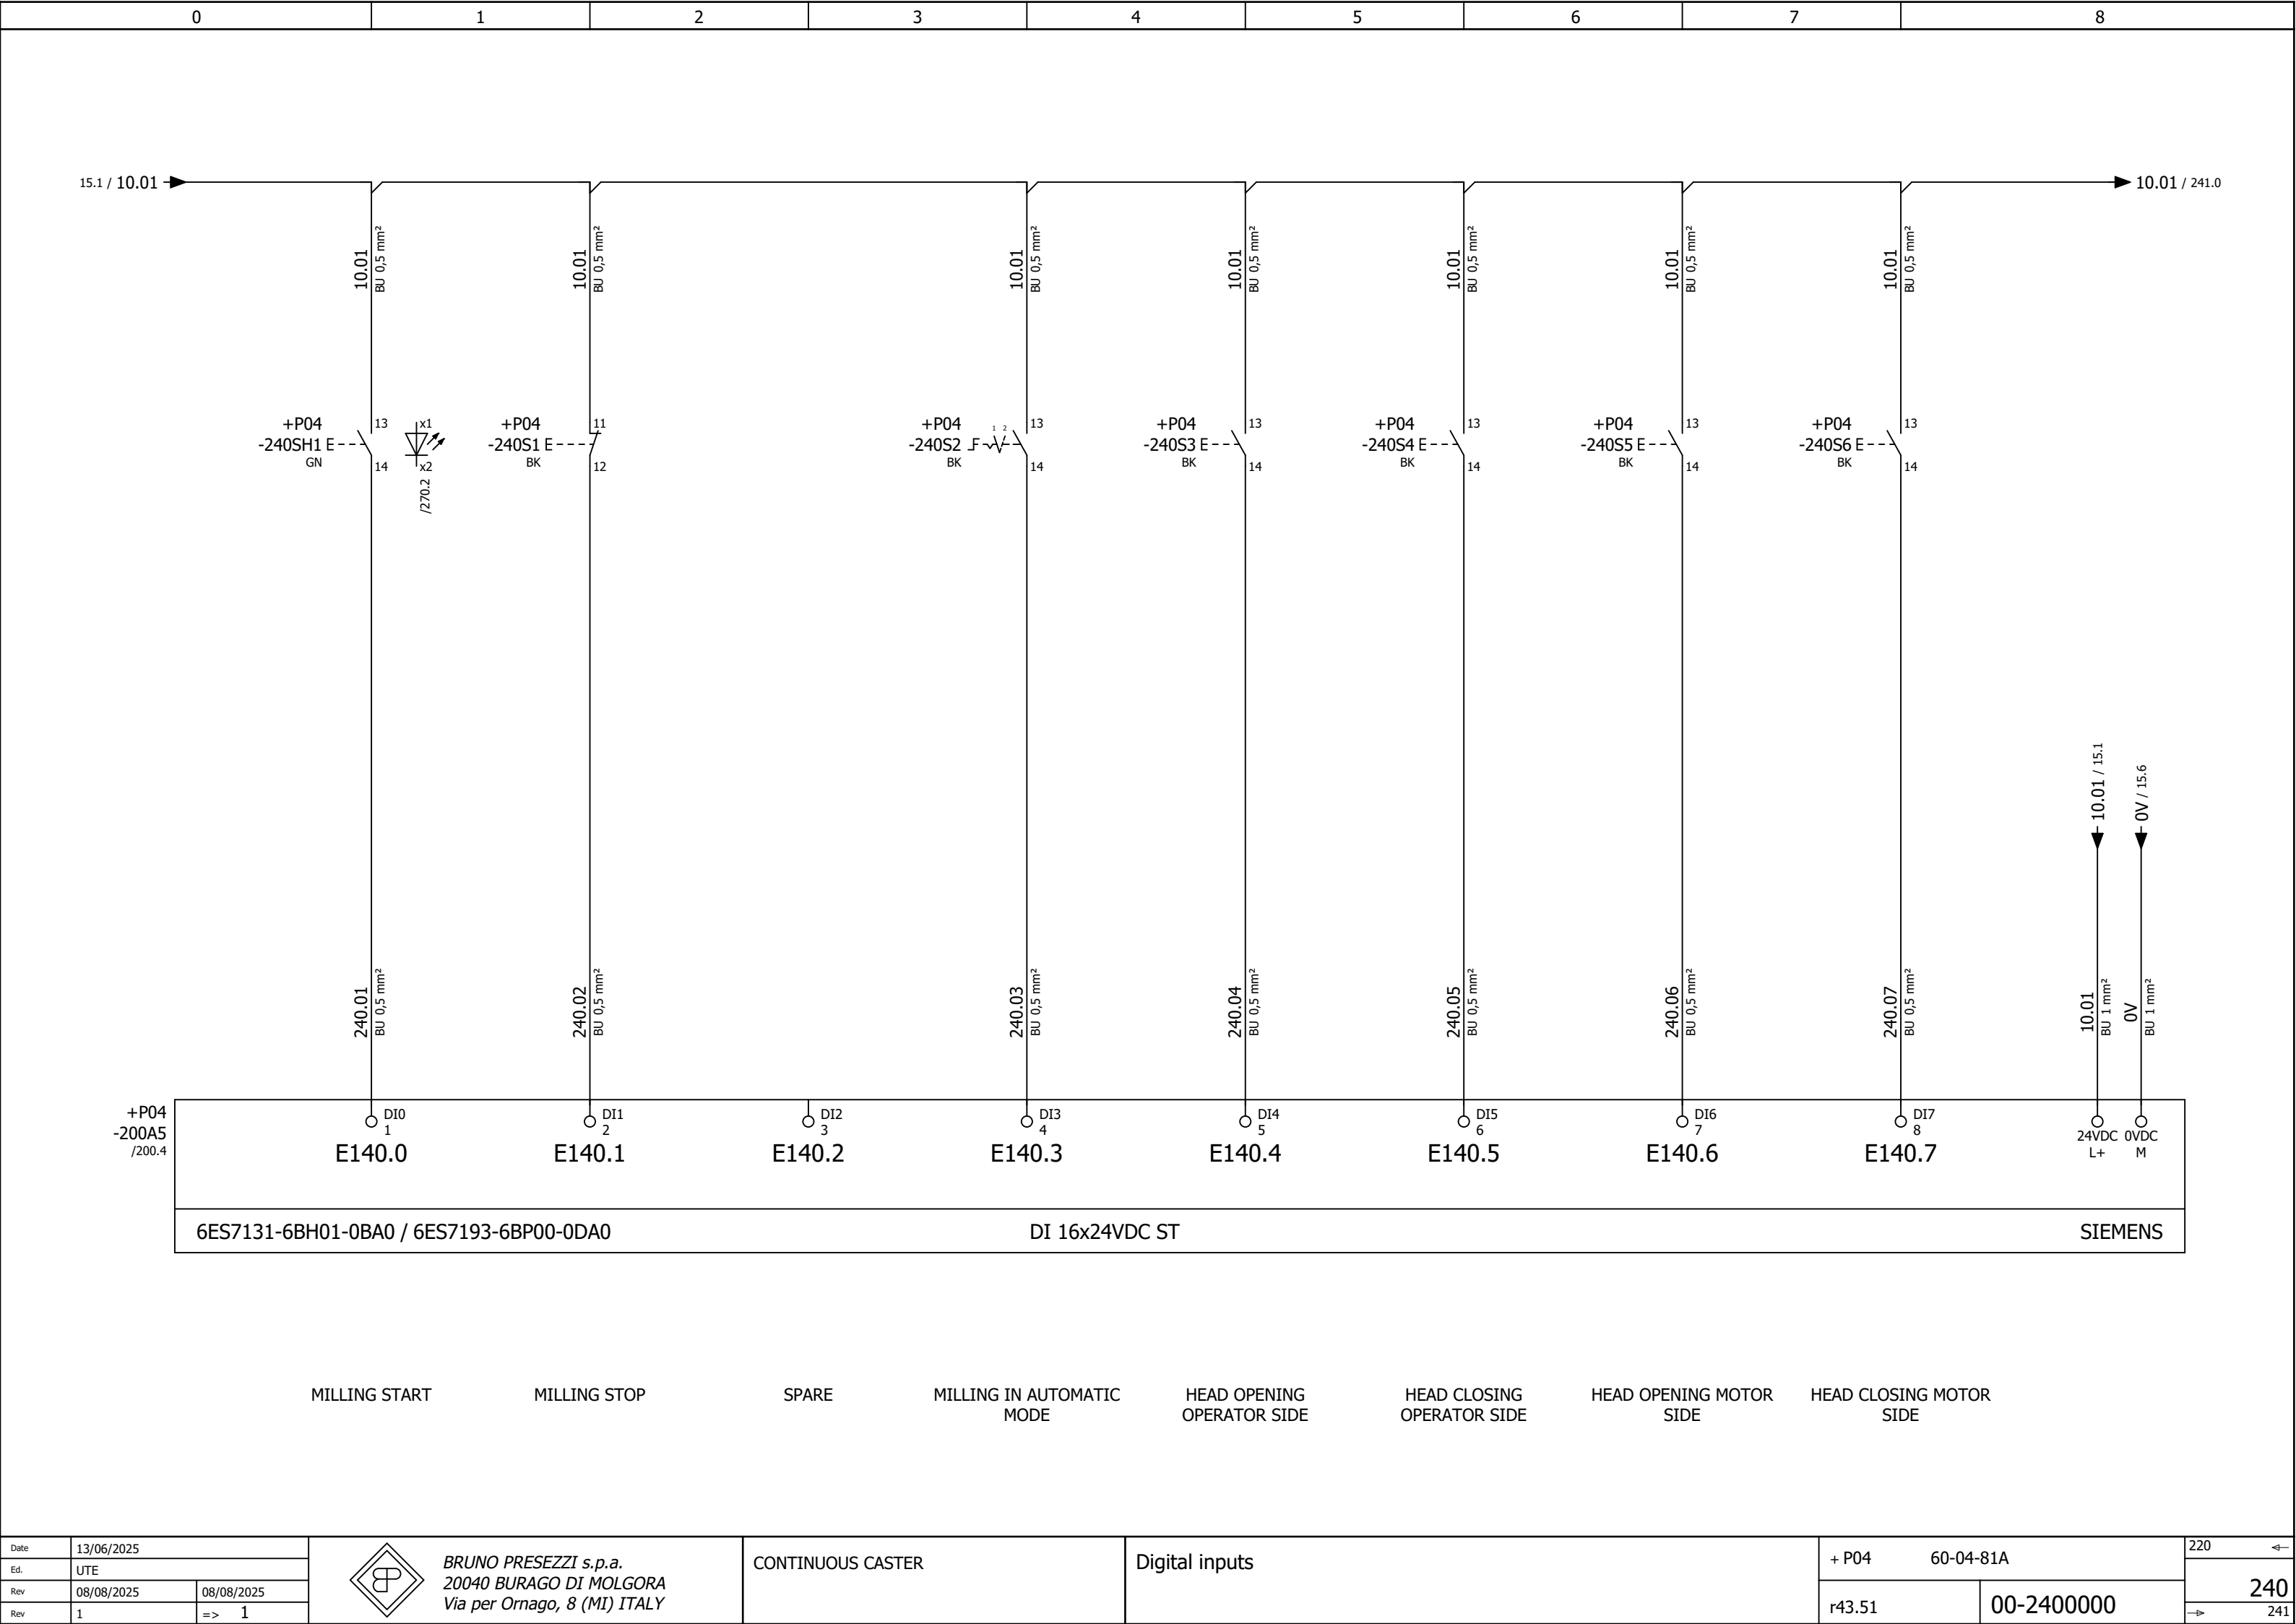 0 1 2 3 4 5 6 7 8
15.1 / 10.01
10.01 / 241.0
10.01 BU 0,5 mm²
10.01 BU 0,5 mm²
10.01 BU 0,5 mm²
10.01 BU 0,5 mm²
10.01 BU 0,5 mm²
10.01 BU 0,5 mm²
10.01 BU 0,5 mm²
+P04
-240SH1 E
GN
13
14
x1
x2
/270.2
+P04
-240S1 E
BK
11
12
+P04
-240S2
BK
1 2
13
14
+P04
-240S3 E
BK
13
14
+P04
-240S4 E
BK
13
14
+P04
-240S5 E
BK
13
14
+P04
-240S6 E
BK
13
14
10.01 / 15.1
0V / 15.6
240.01 BU 0,5 mm²
240.02 BU 0,5 mm²
240.03 BU 0,5 mm²
240.04 BU 0,5 mm²
240.05 BU 0,5 mm²
240.06 BU 0,5 mm²
240.07 BU 0,5 mm²
10.01 BU 1 mm²
0V BU 1 mm²
+P04
-200A5
/200.4
DI0 1
E140.0
DI1 2
E140.1
DI2 3
E140.2
DI3 4
E140.3
DI4 5
E140.4
DI5 6
E140.5
DI6 7
E140.6
DI7 8
E140.7
24VDC 0VDC
L+ M
6ES7131-6BH01-0BA0 / 6ES7193-6BP00-0DA0 DI 16x24VDC ST SIEMENS
MILLING START
MILLING STOP
SPARE
MILLING IN AUTOMATIC
MODE
HEAD OPENING
OPERATOR SIDE
HEAD CLOSING
OPERATOR SIDE
HEAD OPENING MOTOR
SIDE
HEAD CLOSING MOTOR
SIDE
Date 13/06/2025
Ed. UTE
Rev 08/08/2025 08/08/2025
Rev 1 => 1
BRUNO PRESEZZI s.p.a.
20040 BURAGO DI MOLGORA
Via per Ornago, 8 (MI) ITALY
CONTINUOUS CASTER
Digital inputs
+ P04 60-04-81A
r43.51 00-2400000
220
240
241